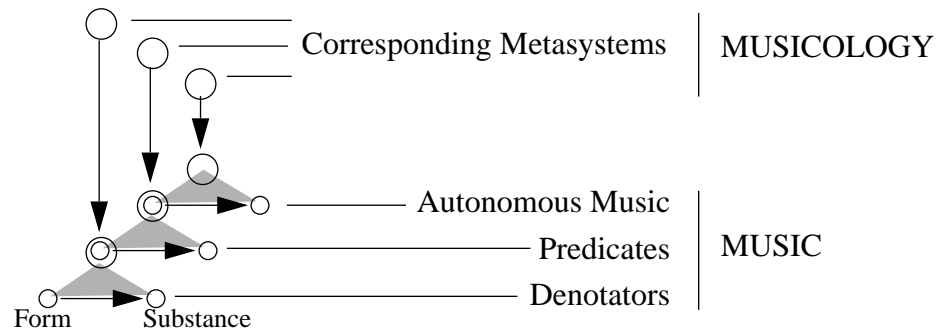 Corresponding Metasystems
MUSICOLOGY
Autonomous Music
Predicates
MUSIC
Denotators
Form
Substance